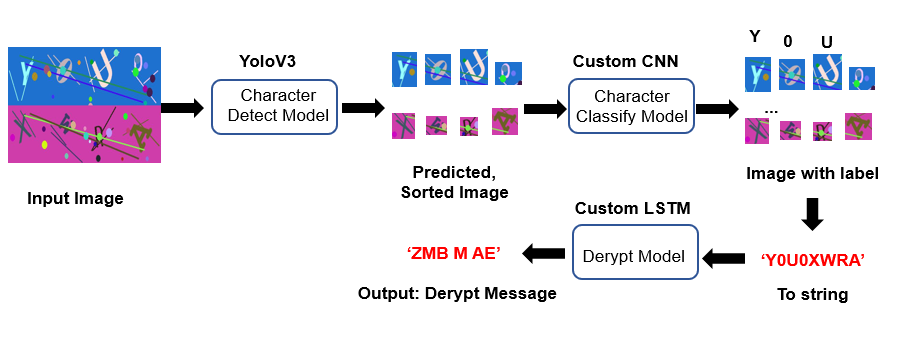 YoloV3
Character
Detect Model
Custom CNN
Character
Classify Model
Y 0 U
...
Input Image
Predicted,
Sorted Image
Image with label
Custom LSTM
Derypt Model
‘ZMB M AE’
‘Y0U0XWRA’
Output: Derypt Message
To string